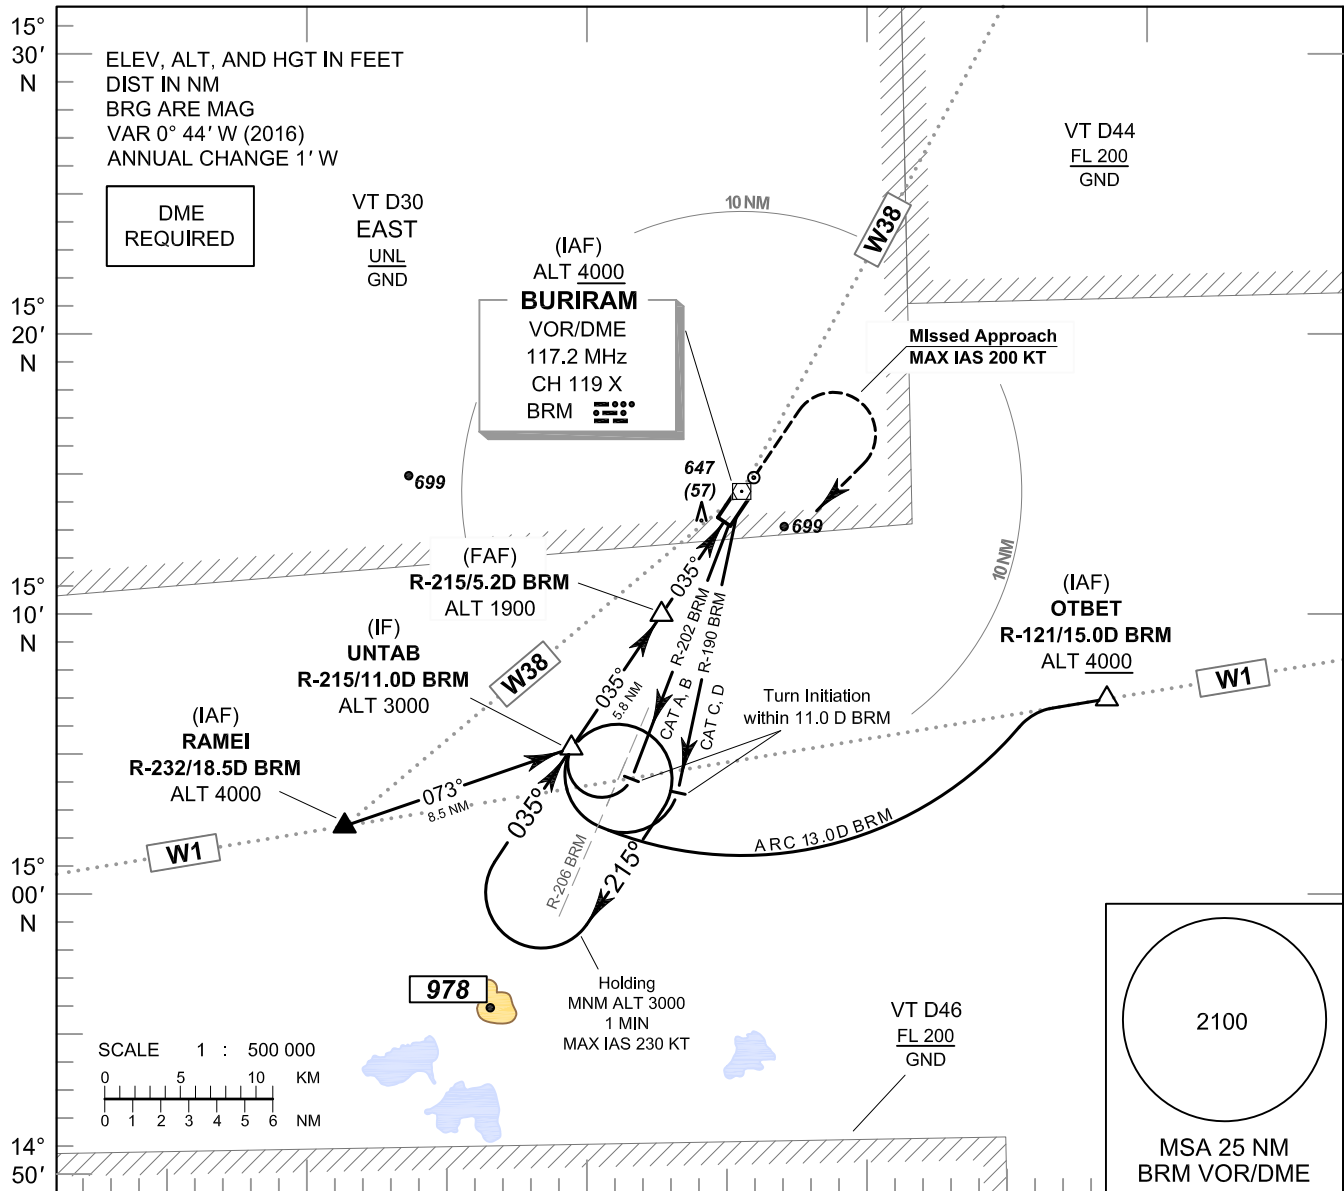 15°
30′
N
ELEV, ALT, AND HGT IN FEET
DIST IN NM
BRG ARE MAG
VAR 0° 44′ W (2016)
ANNUAL CHANGE 1′ W
DME
REQUIRED
VT D30
EAST
UNL
GND
VT D44
FL 200
GND
10 NM
W38
(IAF)
ALT 4000
BURIRAM
VOR/DME
117.2 MHz
CH 119 X
BRM
15°
20′
N
MIssed Approach
MAX IAS 200 KT
699
647
(57)
699
10 NM
(FAF)
R-215/5.2D BRM
ALT 1900
035°
R-202 BRM
R-190 BRM
CAT A, B
CAT C, D
15°
10′
N
(IF)
UNTAB
R-215/11.0D BRM
ALT 3000
W38
035°
5.8 NM
(IAF)
OTBET
R-121/15.0D BRM
ALT 4000
W1
Turn Initiation
within 11.0 D BRM
(IAF)
RAMEI
R-232/18.5D BRM
ALT 4000
073°
8.5 NM
W1
035°
R-206 BRM
215°
ARC 13.0D BRM
15°
00′
N
978
Holding
MNM ALT 3000
1 MIN
MAX IAS 230 KT
VT D46
FL 200
GND
2100
MSA 25 NM
BRM VOR/DME
SCALE 1 : 500 000
0 5 10 KM
0 1 2 3 4 5 6 NM
14°
50′